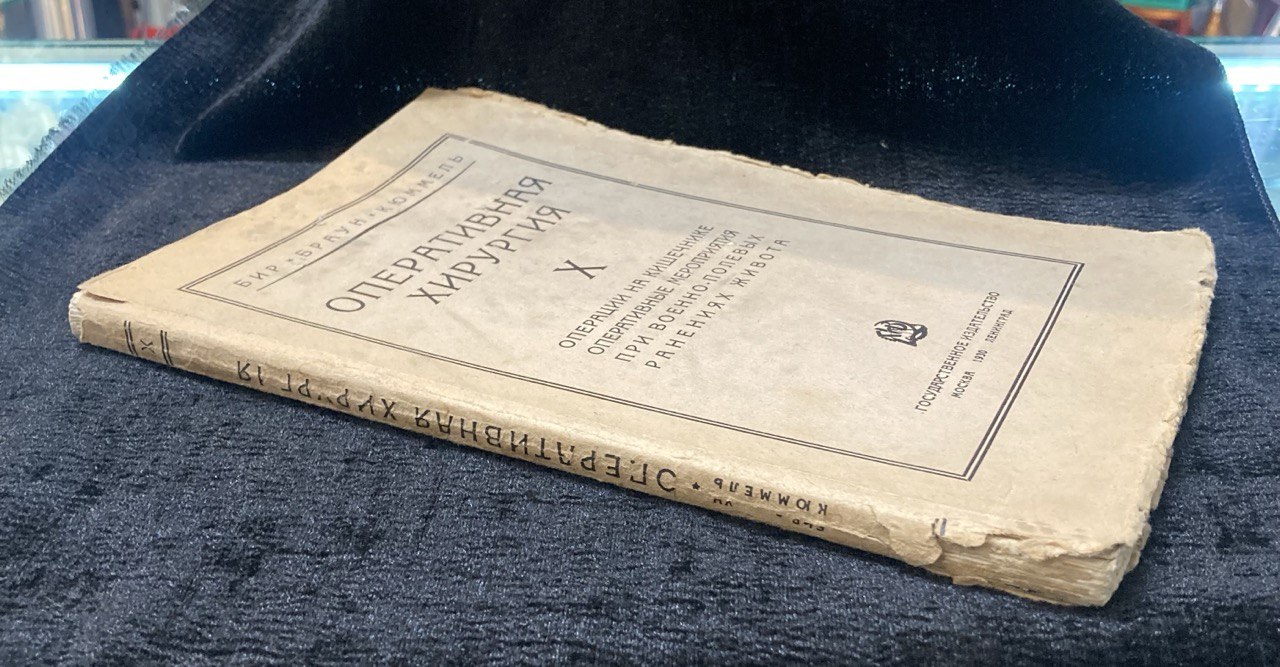 БИР • БРАУН • КЮММЕЛЬ
ОПЕРАТИВНАЯ
ХИРУРГИЯ
X
ОПЕРАЦИИ НА КИШЕЧНИКЕ
ОПЕРАТИВНЫЕ МЕРОПРИЯТИЯ
ПРИ ВОЕННО-ПОЛЕВЫХ
РАНЕНИЯХ ЖИВОТА
ГОСУДАРСТВЕННОЕ ИЗДАТЕЛЬСТВО
МОСКВА 1930 ЛЕНИНГРАД
КЮММЕЛЬ
ОПЕРАТИВНАЯ ХИРУРГИЯ
X